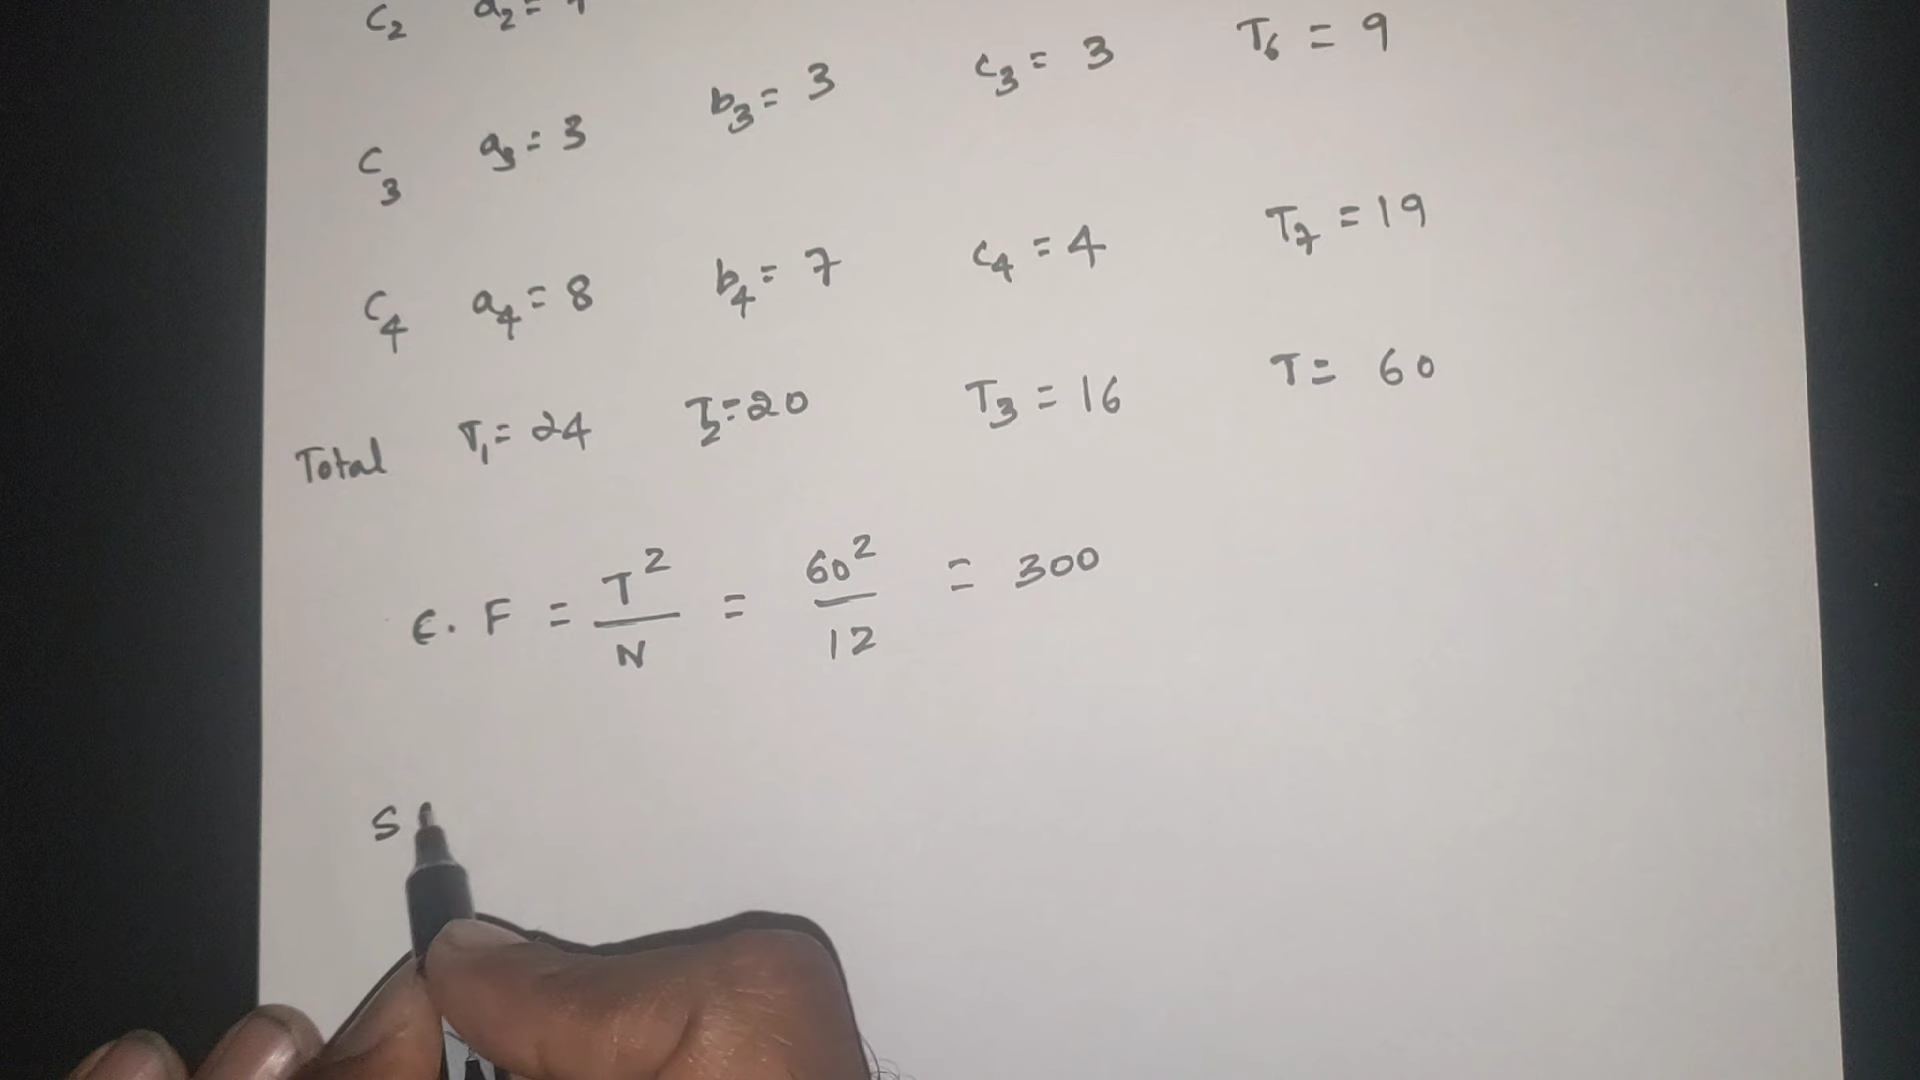 C2 a2 =
C3 a3 = 3 b3 = 3 c3 = 3 T6 = 9
C4 a4 = 8 b4 = 7 c4 = 4 T7 = 19
Total T1 = 24 T2 = 20 T3 = 16 T = 60
C. F = T² / N = 60² / 12 = 300
S